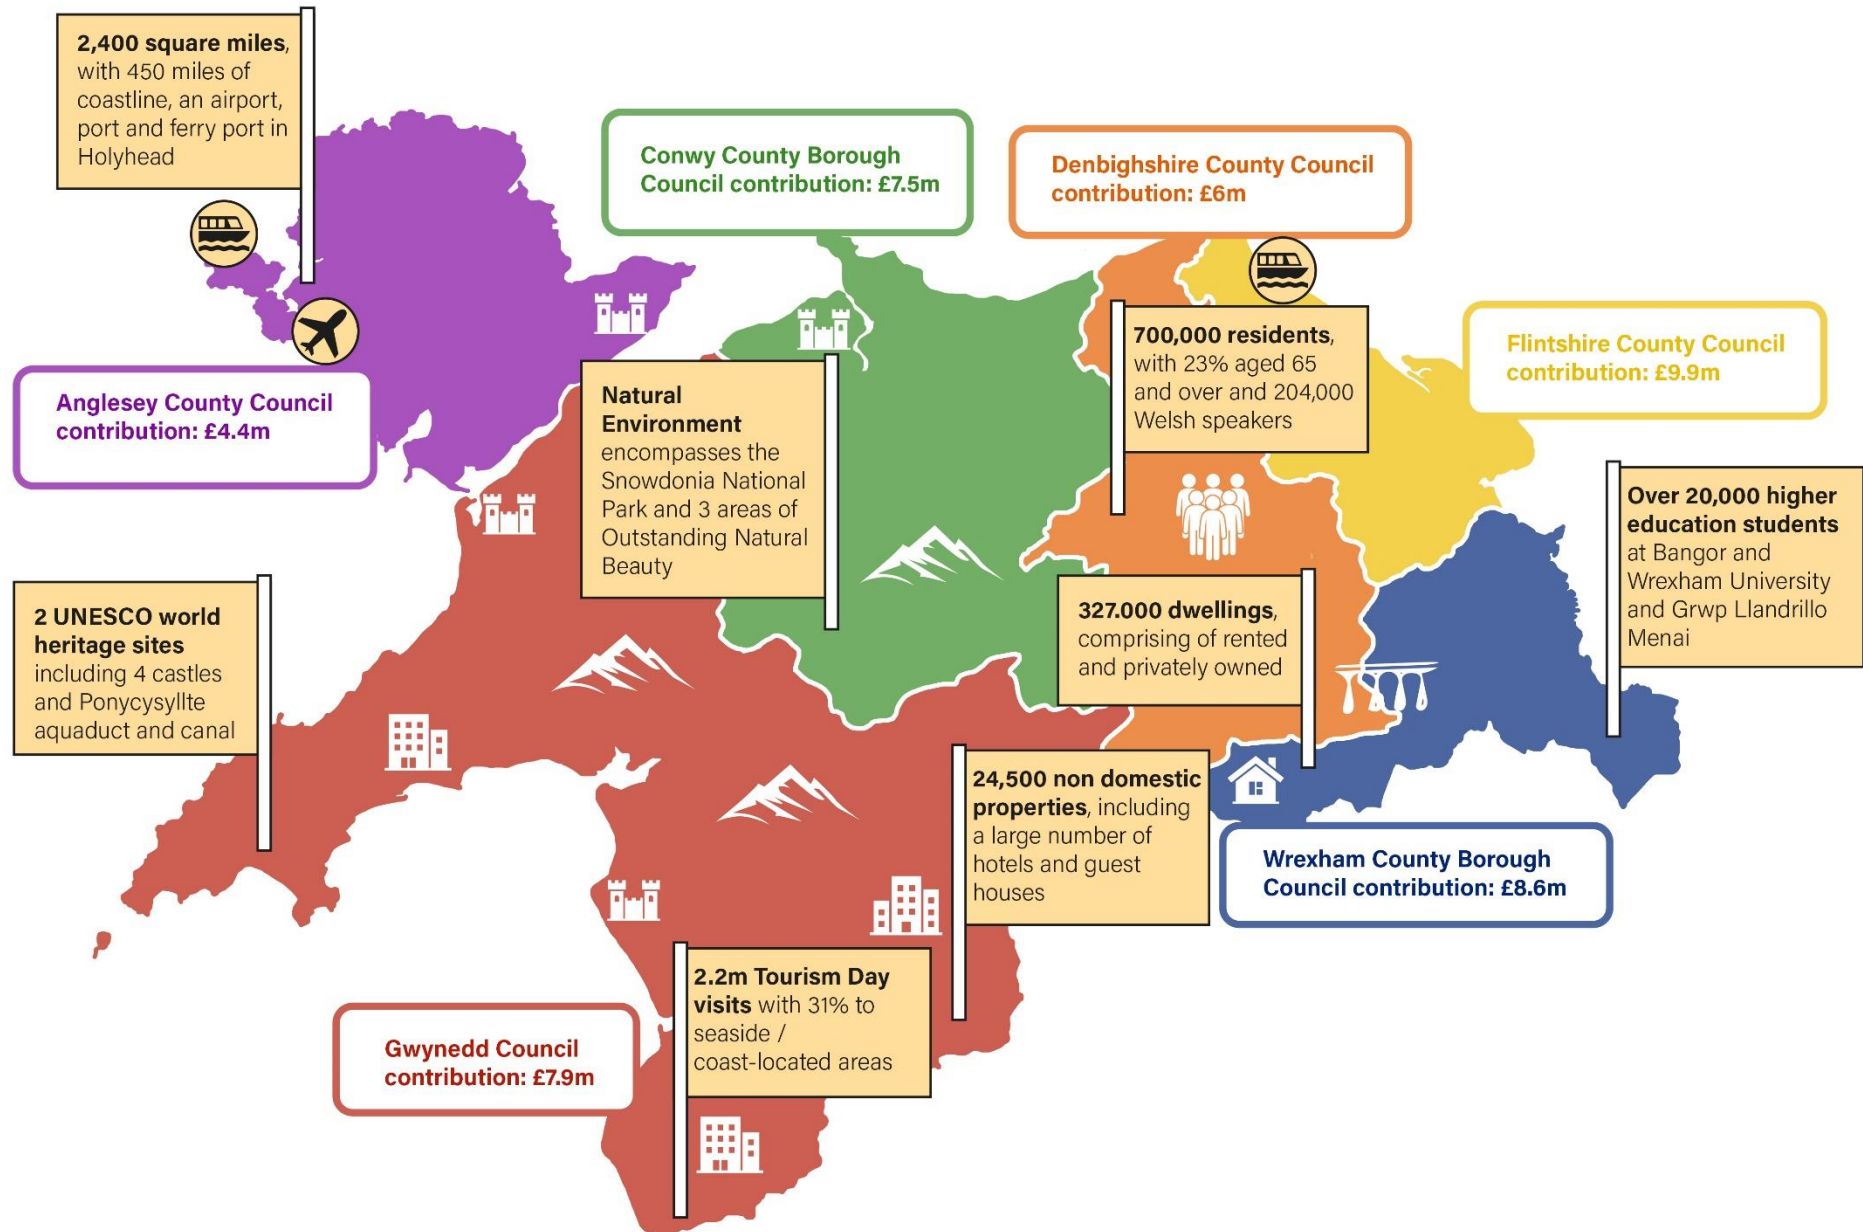 2,400 square miles,
with 450 miles of
coastline, an airport,
port and ferry port in
Holyhead
Conwy County Borough
Council contribution: £7.5m
Denbighshire County Council
contribution: £6m
700,000 residents,
with 23% aged 65
and over and 204,000
Welsh speakers
Flintshire County Council
contribution: £9.9m
Anglesey County Council
contribution: £4.4m
Natural
Environment
encompasses the
Snowdonia National
Park and 3 areas of
Outstanding Natural
Beauty
Over 20,000 higher
education students
at Bangor and
Wrexham University
and Grwp Llandrillo
Menai
2 UNESCO world
heritage sites
including 4 castles
and Ponycysyllte
aquaduct and canal
327.000 dwellings,
comprising of rented
and privately owned
24,500 non domestic
properties, including
a large number of
hotels and guest
houses
Wrexham County Borough
Council contribution: £8.6m
2.2m Tourism Day
visits with 31% to
seaside /
coast-located areas
Gwynedd Council
contribution: £7.9m